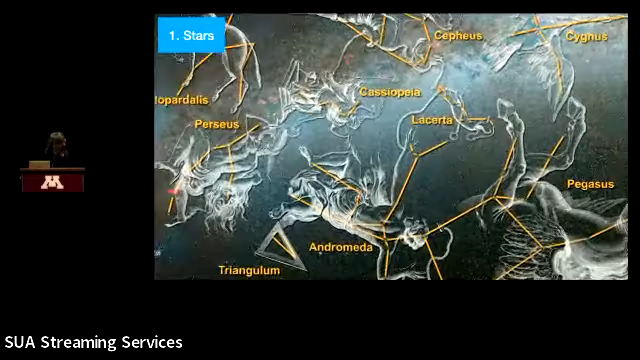 1. Stars
Cepheus
Cygnus
lopardalis
Cassiopeia
Perseus
Lacerta
Pegasus
Andromeda
Triangulum
M
SUA Streaming Services